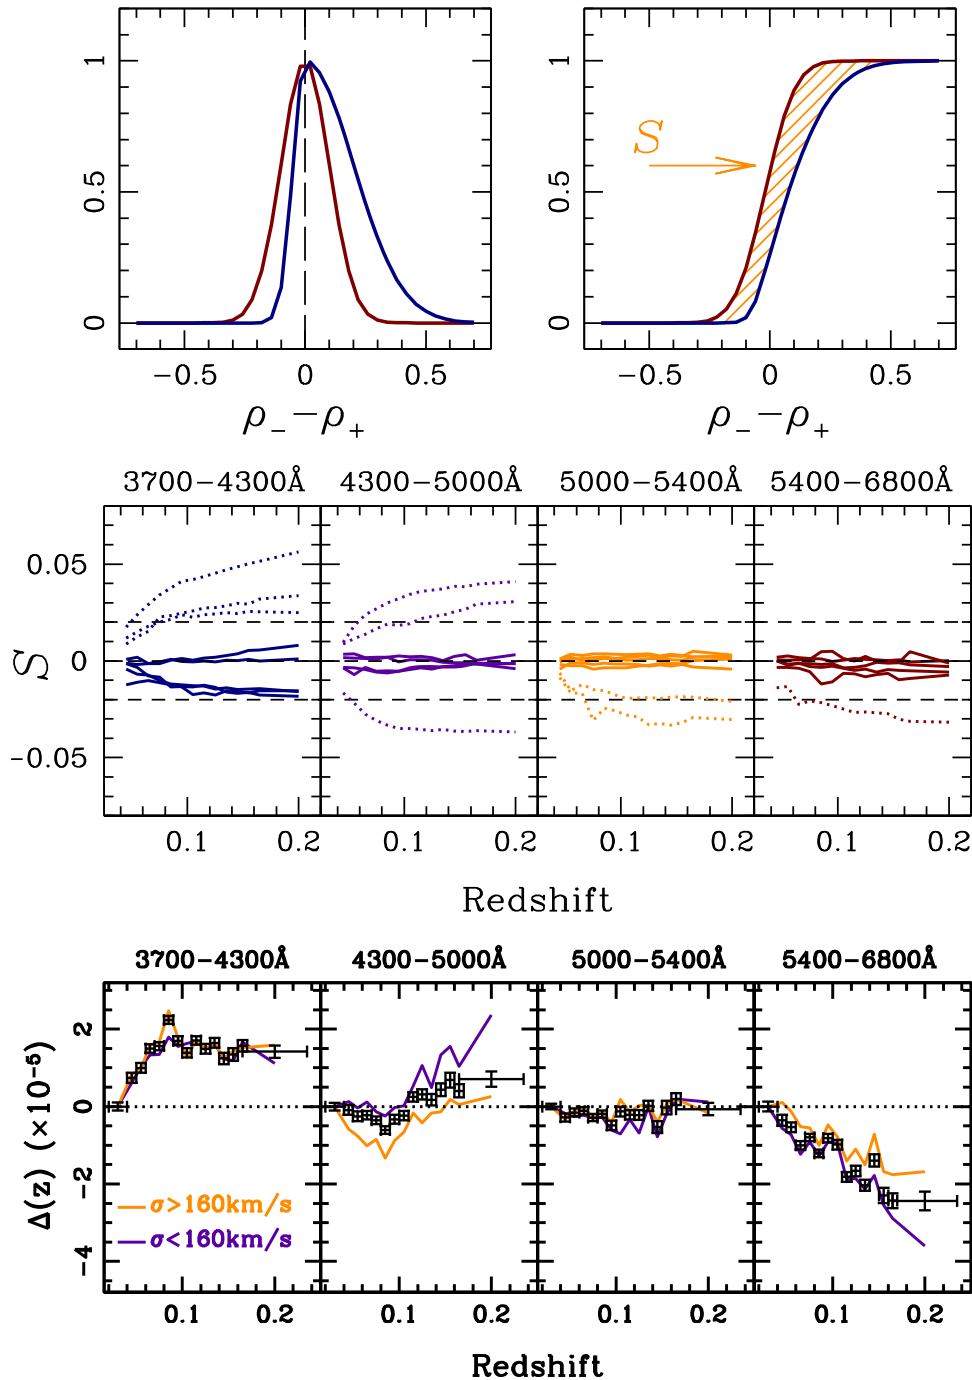 1
0.5
0
−0.5 0 0.5
ρ₋−ρ₊
1
0.5
0
S
−0.5 0 0.5
ρ₋−ρ₊
3700−4300Å 4300−5000Å 5000−5400Å 5400−6800Å
S
0.05
0
-0.05
0.1 0.2 0.1 0.2 0.1 0.2 0.1 0.2
Redshift
3700−4300Å 4300−5000Å 5000−5400Å 5400−6800Å
Δ(z) (×10⁻⁵)
2
0
−2
−4
σ>160km/s
σ<160km/s
0.1 0.2 0.1 0.2 0.1 0.2 0.1 0.2
Redshift